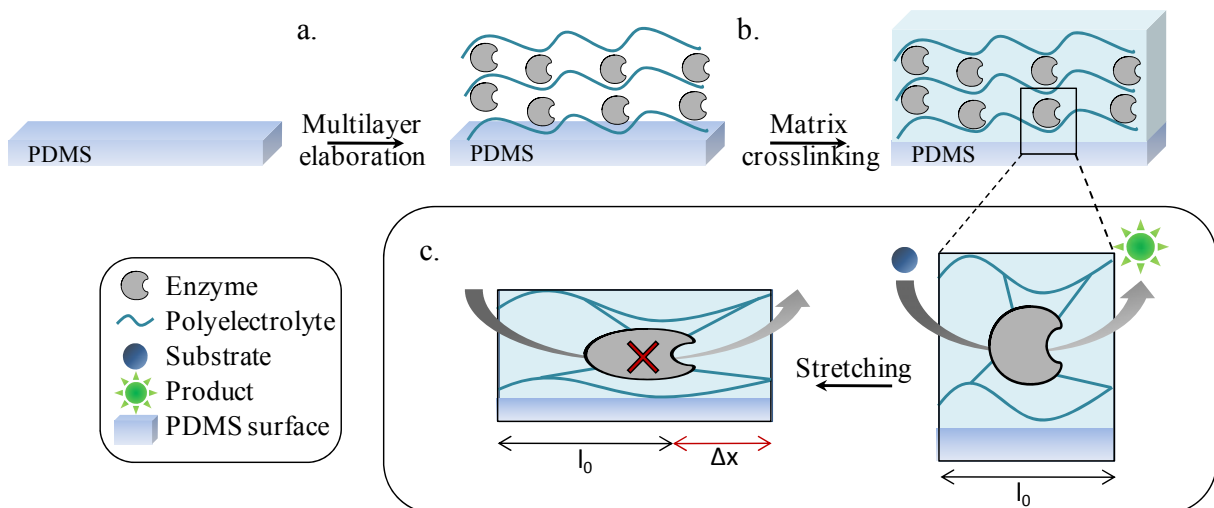 a.
Multilayer
elaboration
PDMS
PDMS
b.
Matrix
crosslinking
PDMS
Enzyme
Polyelectrolyte
Substrate
Product
PDMS surface
c.
Stretching
l₀
Δx
l₀